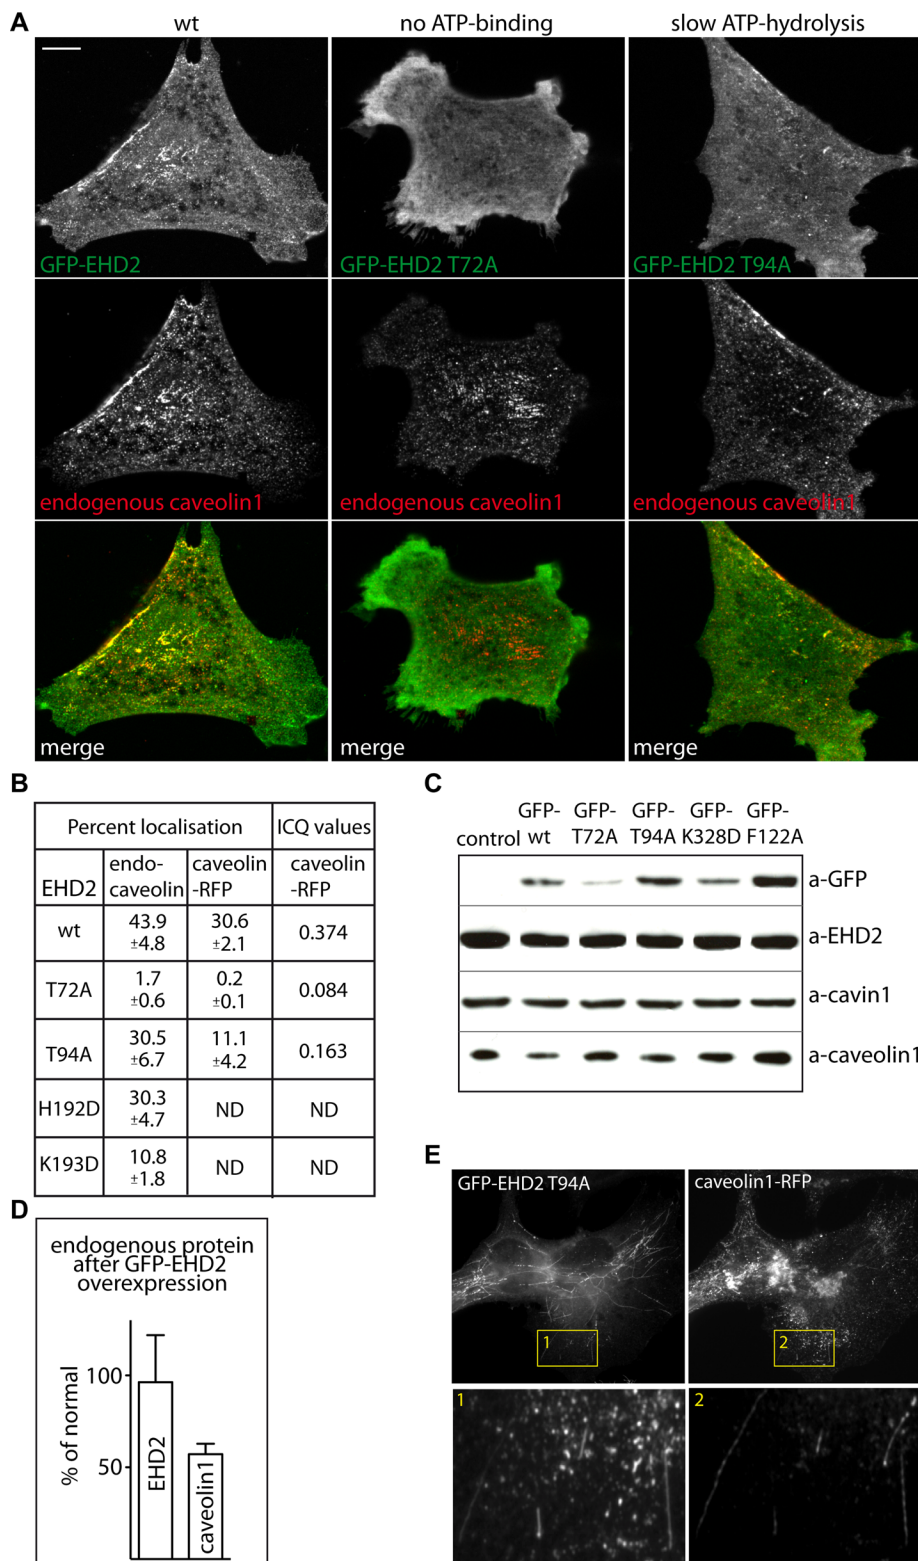 A
wt
no ATP-binding
slow ATP-hydrolysis
GFP-EHD2
GFP-EHD2 T72A
GFP-EHD2 T94A
endogenous caveolin1
endogenous caveolin1
endogenous caveolin1
merge
merge
merge
B
Percent localisation
ICQ values
EHD2
endo-
caveolin
caveolin
-RFP
caveolin
-RFP
wt
43.9
±4.8
30.6
±2.1
0.374
T72A
1.7
±0.6
0.2
±0.1
0.084
T94A
30.5
±6.7
11.1
±4.2
0.163
H192D
30.3
±4.7
ND
ND
K193D
10.8
±1.8
ND
ND
C
control
GFP-
wt
GFP-
T72A
GFP-
T94A
GFP-
K328D
GFP-
F122A
a-GFP
a-EHD2
a-cavin1
a-caveolin1
D
endogenous protein
after GFP-EHD2
overexpression
% of normal
100
50
EHD2
caveolin1
E
GFP-EHD2 T94A
caveolin1-RFP
1
2
1
2